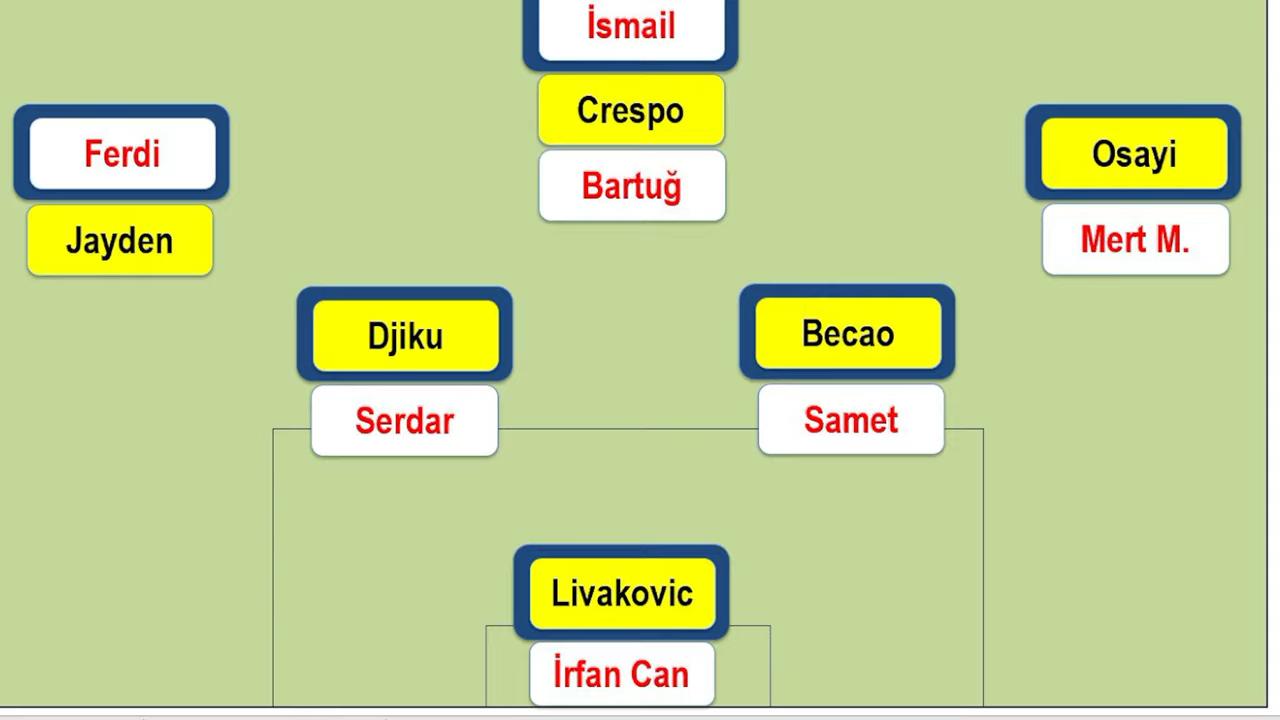 İsmail
Crespo
Bartuğ
Ferdi
Jayden
Osayi
Mert M.
Djiku
Serdar
Becao
Samet
Livakovic
İrfan Can